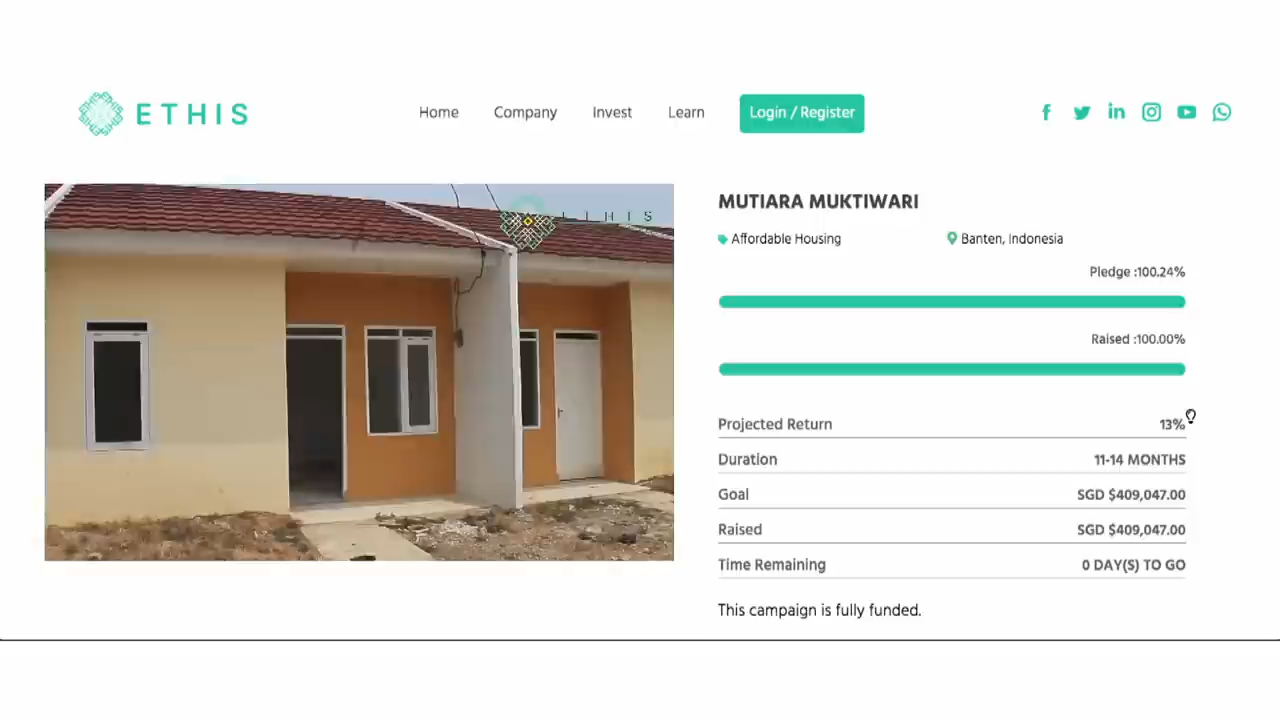 ETHIS
Home
Company
Invest
Learn
Login / Register
ETHIS
MUTIARA MUKTIWARI
Affordable Housing
Banten, Indonesia
Pledge :100.24%
Raised :100.00%
Projected Return 13%
Duration 11-14 MONTHS
Goal SGD $409,047.00
Raised SGD $409,047.00
Time Remaining 0 DAY(S) TO GO
This campaign is fully funded.